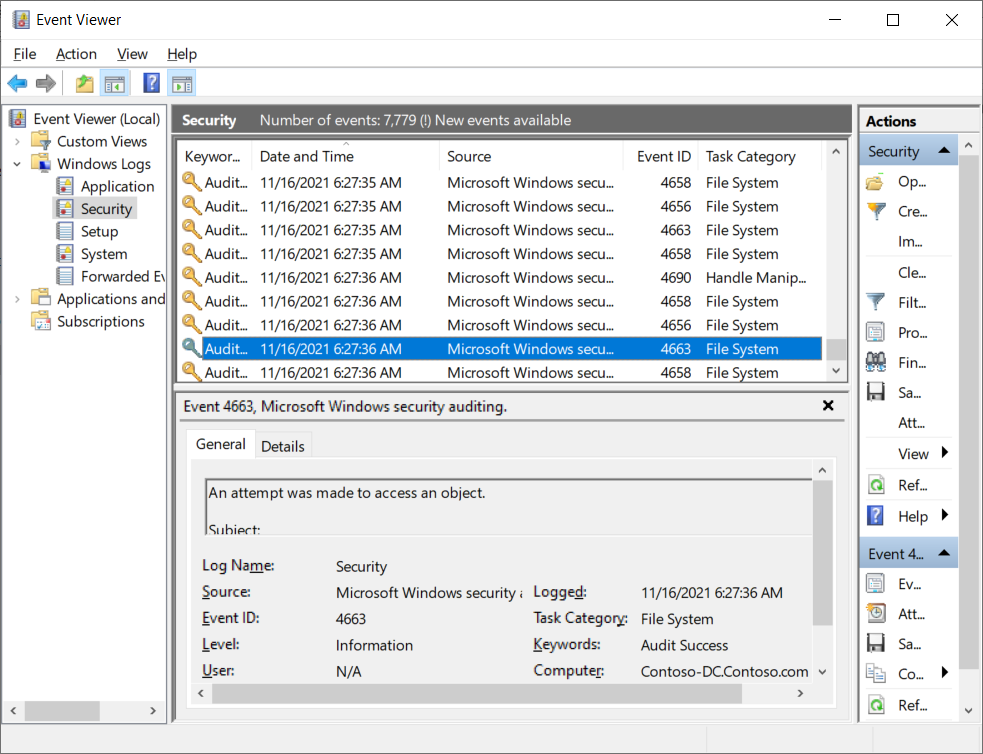 Event Viewer
File Action View Help
Event Viewer (Local)
Custom Views
Windows Logs
Application
Security
Setup
System
Forwarded Ev
Applications and
Subscriptions
Security Number of events: 7,779 (!) New events available
Keywor... Date and Time Source Event ID Task Category
Audit... 11/16/2021 6:27:35 AM Microsoft Windows secu... 4658 File System
Audit... 11/16/2021 6:27:35 AM Microsoft Windows secu... 4656 File System
Audit... 11/16/2021 6:27:35 AM Microsoft Windows secu... 4663 File System
Audit... 11/16/2021 6:27:35 AM Microsoft Windows secu... 4658 File System
Audit... 11/16/2021 6:27:36 AM Microsoft Windows secu... 4690 Handle Manip...
Audit... 11/16/2021 6:27:36 AM Microsoft Windows secu... 4658 File System
Audit... 11/16/2021 6:27:36 AM Microsoft Windows secu... 4656 File System
Audit... 11/16/2021 6:27:36 AM Microsoft Windows secu... 4663 File System
Audit... 11/16/2021 6:27:36 AM Microsoft Windows secu... 4658 File System
Event 4663, Microsoft Windows security auditing.
General Details
An attempt was made to access an object.
Subject:
Log Name: Security
Source: Microsoft Windows security a Logged: 11/16/2021 6:27:36 AM
Event ID: 4663 Task Category: File System
Level: Information Keywords: Audit Success
User: N/A Computer: Contoso-DC.Contoso.com
Actions
Security
Op...
Cre...
Im...
Cle...
Filt...
Pro...
Fin...
Sa...
Att...
View
Ref...
Help
Event 4...
Ev...
Att...
Sa...
Co...
Ref...